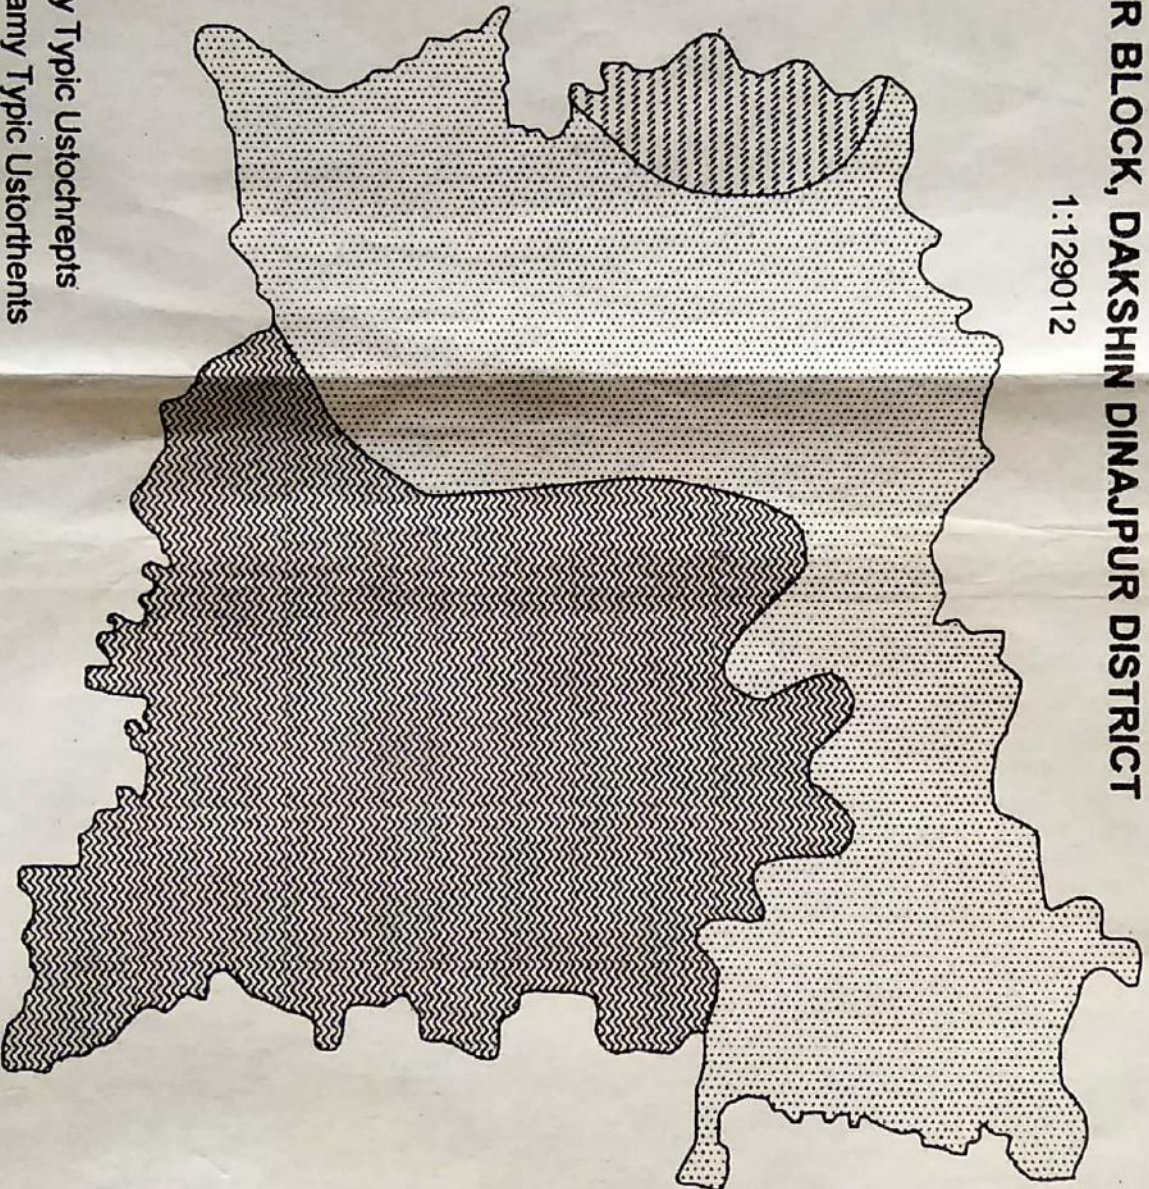 R BLOCK, DAKSHIN DINAJPUR DISTRICT
1:129012
y Typic Ustochrepts
amy Typic Ustorthents